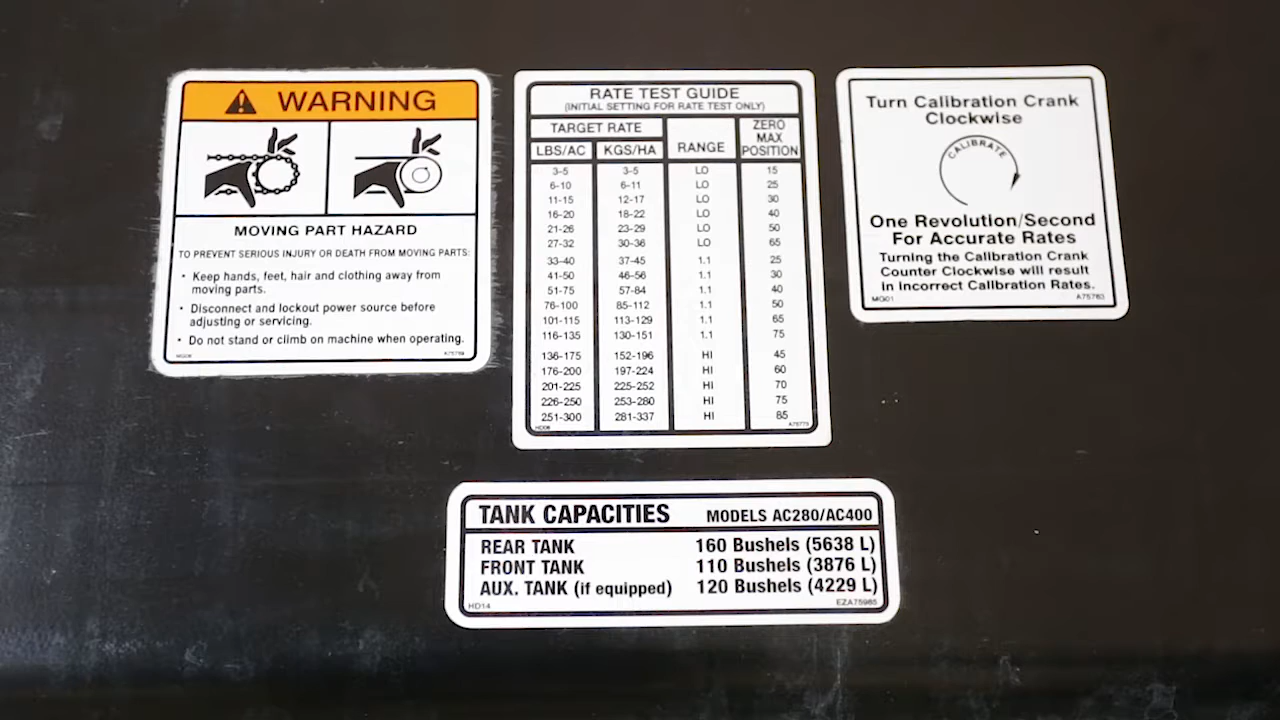 WARNING
MOVING PART HAZARD
TO PREVENT SERIOUS INJURY OR DEATH FROM MOVING PARTS:
• Keep hands, feet, hair and clothing away from
moving parts.
• Disconnect and lockout power source before
adjusting or servicing.
• Do not stand or climb on machine when operating.
RATE TEST GUIDE
(INITIAL SETTING FOR RATE TEST ONLY)
TARGET RATE
LBS/AC KGS/HA RANGE ZERO MAX POSITION
3-5 3-5 LO 15
6-10 6-11 LO 25
11-15 12-17 LO 30
16-20 18-22 LO 40
21-26 23-29 LO 50
27-32 30-36 LO 65
33-40 37-45 1.1 25
41-50 46-56 1.1 30
51-75 57-84 1.1 40
76-100 85-112 1.1 50
101-115 113-129 1.1 65
116-135 130-151 1.1 75
136-175 152-196 HI 45
176-200 197-224 HI 60
201-225 225-252 HI 70
226-250 253-280 HI 75
251-300 281-337 HI 85
Turn Calibration Crank
Clockwise
CALIBRATE
One Revolution/Second
For Accurate Rates
Turning the Calibration Crank
Counter Clockwise will result
in Incorrect Calibration Rates.
MG01 A75763
TANK CAPACITIES MODELS AC280/AC400
REAR TANK 160 Bushels (5638 L)
FRONT TANK 110 Bushels (3876 L)
AUX. TANK (if equipped) 120 Bushels (4229 L)
HD14 EZA75985